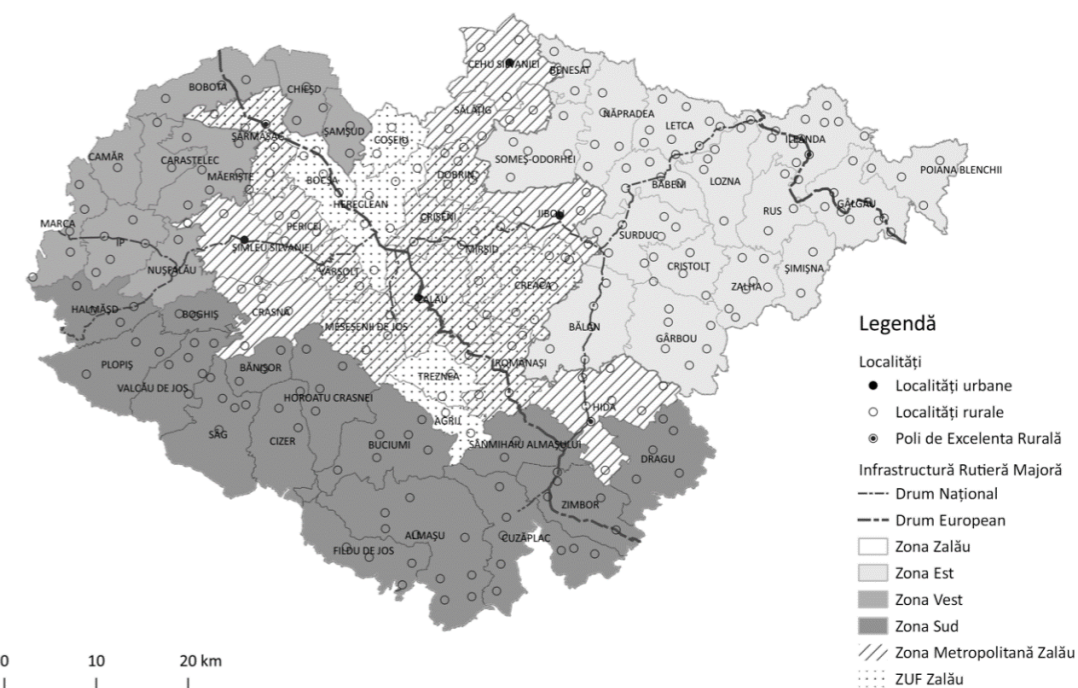 CEHU SILVANIEI
BENESAT
BOBOTA
CHIEȘD
SĂLĂȚIG
NĂPRADEA
LETCA
ILEANDA
ȘĂRMĂȘAG
ȘAMȘUD
COȘEIU
CAMĂR
CARASTELEC
SOMEȘ-ODORHEI
POIANA BLENCHII
MĂERIȘTE
BOCȘA
DOBRIN
BĂBENI
LOZNA
HERECLEAN
GÂLGĂU
MARCA
CRIȘENI
JIBOU
RUS
PERICEI
IP
ȘIMLEU SILVANIEI
MIRȘID
SURDUC
NUȘFALĂU
VÂRȘOLȚ
CRISTOLȚ
ȘIMIȘNA
CREACA
ZALHA
HALMĂȘD
BOGHIȘ
CRASNA
ZALĂU
MESEȘENII DE JOS
BĂLAN
GÂRBOU
Legendă
PLOPIȘ
BĂNIȘOR
ROMÂNAȘI
Localități
TREZNEA
VALCĂU DE JOS
Localități urbane
HOROATU CRASNEI
HIDA
Localități rurale
AGRIJ
SÂG
CIZER
BUCIUMI
SÂNMIHAIU ALMAȘULUI
Poli de Excelenta Rurală
DRAGU
Infrastructură Rutieră Majoră
Drum Național
ZIMBOR
Drum European
ALMAȘU
CUZĂPLAC
FILDU DE JOS
Zona Zalău
Zona Est
Zona Vest
Zona Sud
Zona Metropolitană Zalău
ZUF Zalău
0 10 20 km